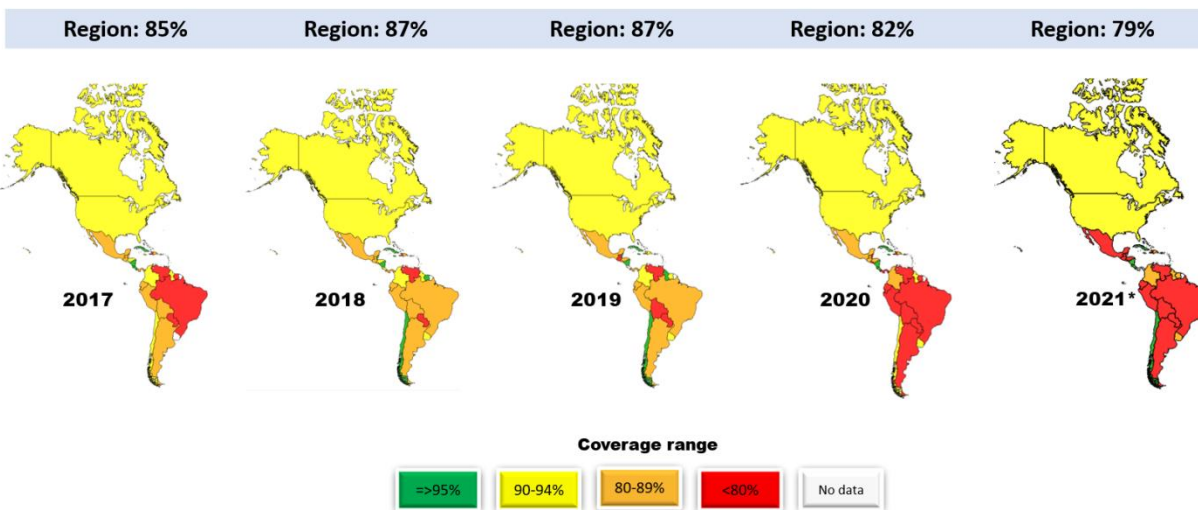 Region: 85%
Region: 87%
Region: 87%
Region: 82%
Region: 79%
2017
2018
2019
2020
2021*
Coverage range
=>95%
90-94%
80-89%
<80%
No data